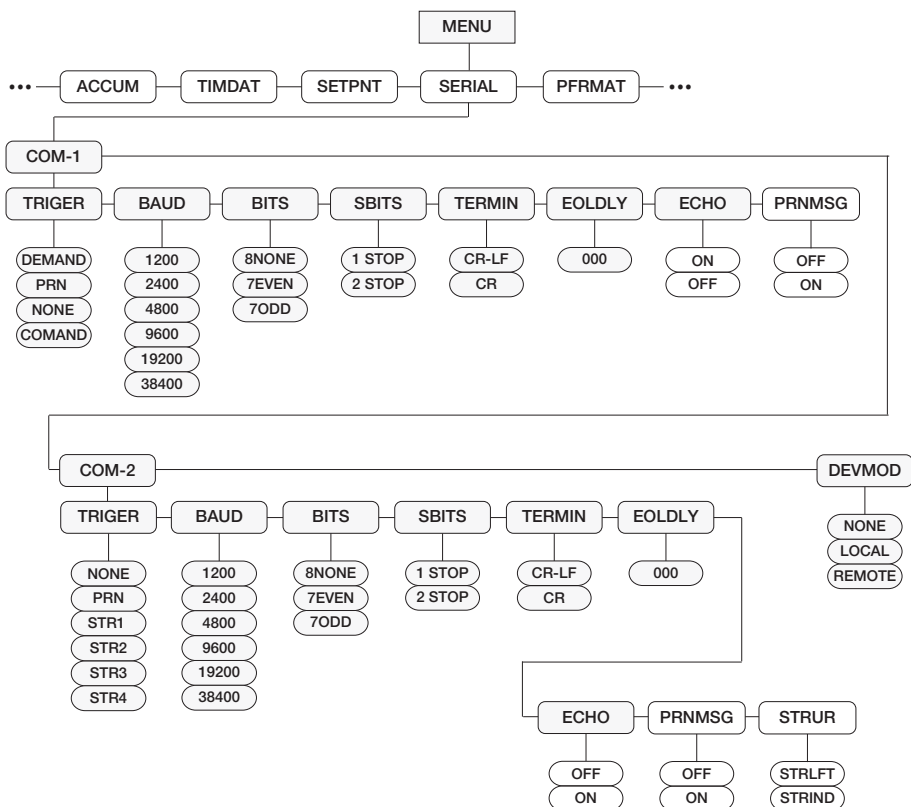 MENU
••• ACCUM TIMDAT SETPNT SERIAL PFRMAT •••
COM-1
TRIGER BAUD BITS SBITS TERMIN EOLDLY ECHO PRNMSG
DEMAND 1200 8NONE 1 STOP CR-LF 000 ON OFF
PRN 2400 7EVEN 2 STOP CR OFF ON
NONE 4800 7ODD
COMAND 9600
19200
38400
COM-2 DEVMOD
TRIGER BAUD BITS SBITS TERMIN EOLDLY NONE
LOCAL
NONE 1200 8NONE 1 STOP CR-LF 000 REMOTE
PRN 2400 7EVEN 2 STOP CR
STR1 4800 7ODD
STR2 9600
STR3 19200
STR4 38400
ECHO PRNMSG STRUR
OFF OFF STRLFT
ON ON STRIND